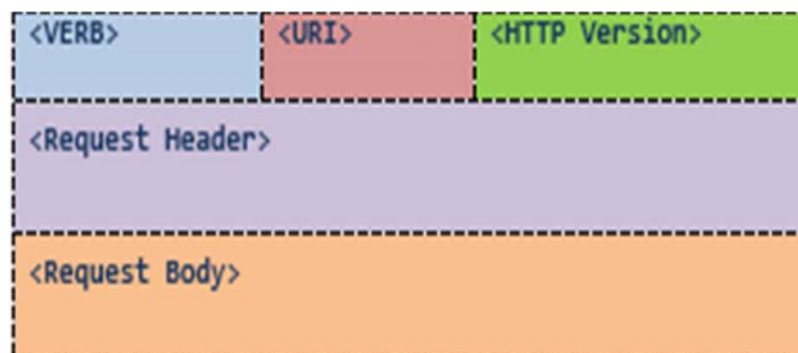 <VERB> <URI> <HTTP Version>
<Request Header>
<Request Body>